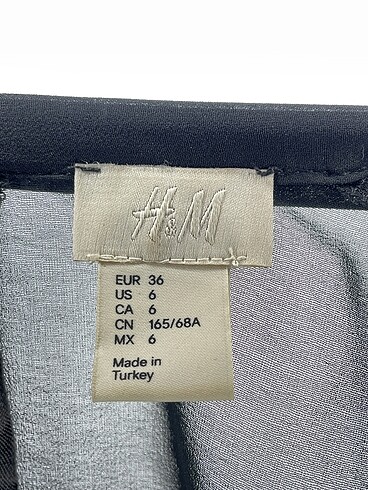 H&M
EUR 36
US 6
CA 6
CN 165/68A
MX 6
Made in
Turkey